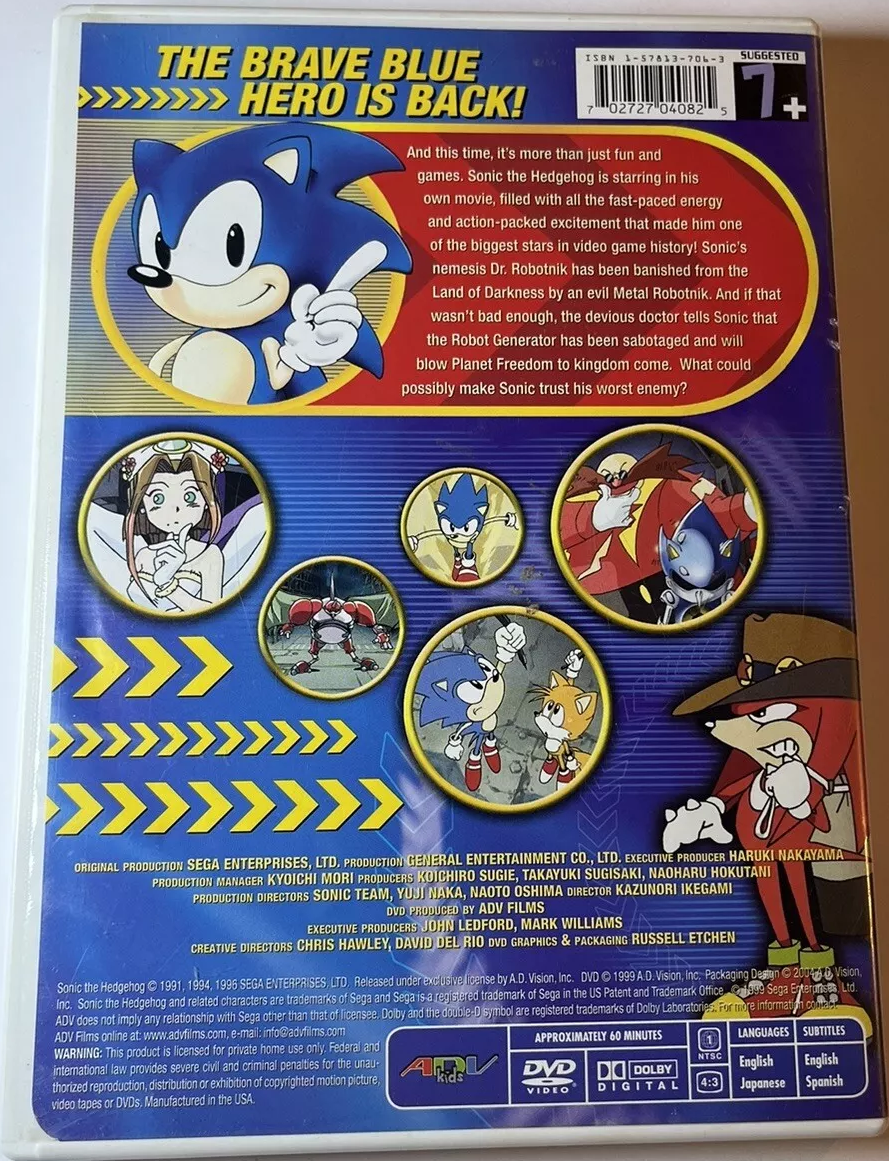 THE BRAVE BLUE
HERO IS BACK!
ISBN 1-57813-706-3
7 02727 04082 5
SUGGESTED
7+
And this time, it's more than just fun and
games. Sonic the Hedgehog is starring in his
own movie, filled with all the fast-paced energy
and action-packed excitement that made him one
of the biggest stars in video game history! Sonic's
nemesis Dr. Robotnik has been banished from the
Land of Darkness by an evil Metal Robotnik. And if that
wasn't bad enough, the devious doctor tells Sonic that
the Robot Generator has been sabotaged and will
blow Planet Freedom to kingdom come. What could
possibly make Sonic trust his worst enemy?
ORIGINAL PRODUCTION SEGA ENTERPRISES, LTD. PRODUCTION GENERAL ENTERTAINMENT CO., LTD. EXECUTIVE PRODUCER HARUKI NAKAYAMA
PRODUCTION MANAGER KYOICHI MORI PRODUCERS KOICHIRO SUGIE, TAKAYUKI SUGISAKI, NAOHARU HOKUTANI
PRODUCTION DIRECTORS SONIC TEAM, YUJI NAKA, NAOTO OSHIMA DIRECTOR KAZUNORI IKEGAMI
DVD PRODUCED BY ADV FILMS
EXECUTIVE PRODUCERS JOHN LEDFORD, MARK WILLIAMS
CREATIVE DIRECTORS CHRIS HAWLEY, DAVID DEL RIO DVD GRAPHICS & PACKAGING RUSSELL ETCHEN
Sonic the Hedgehog © 1991, 1994, 1996 SEGA ENTERPRISES, LTD. Released under exclusive license by A.D. Vision, Inc. DVD © 1999 A.D. Vision, Inc. Packaging Design © 2004 A.D. Vision,
Inc. Sonic the Hedgehog and related characters are trademarks of Sega and Sega is a registered trademark of Sega in the US Patent and Trademark Office. © 1999 Sega Enterprises, Ltd.
ADV does not imply any relationship with Sega other than that of licensee. Dolby and the double-D symbol are registered trademarks of Dolby Laboratories. For more information contact
ADV Films online at: www.advfilms.com, e-mail: info@advfilms.com
WARNING: This product is licensed for private home use only. Federal and
international law provides severe civil and criminal penalties for the unau-
thorized reproduction, distribution or exhibition of copyrighted motion picture,
video tapes or DVDs. Manufactured in the USA.
ADV
kids
APPROXIMATELY 60 MINUTES
DVD
VIDEO
DOLBY
DIGITAL
1
NTSC
4:3
LANGUAGES
English
Japanese
SUBTITLES
English
Spanish